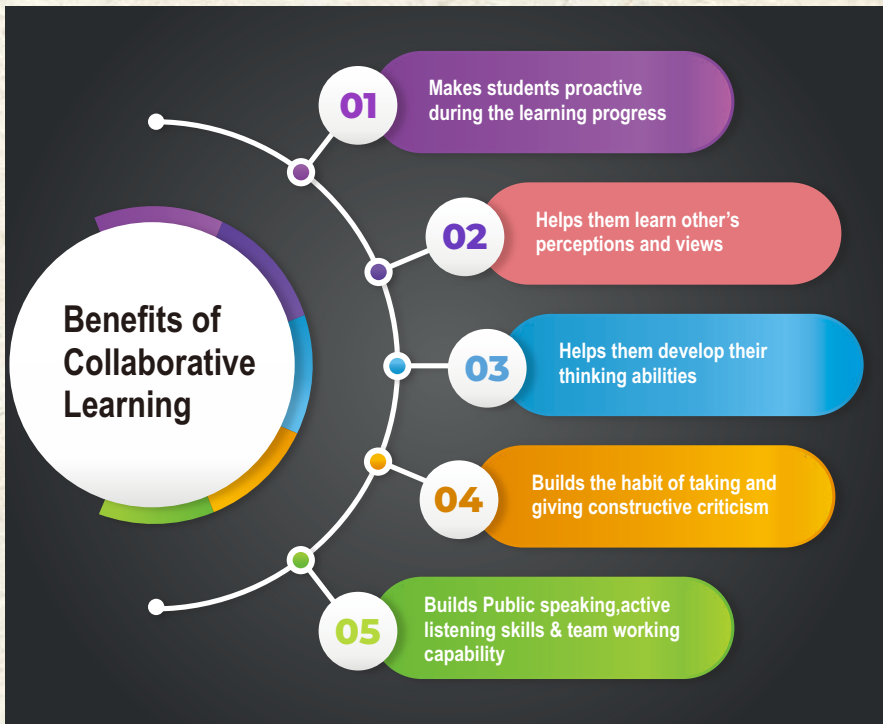 Benefits of
Collaborative
Learning
01
Makes students proactive
during the learning progress
02
Helps them learn other's
perceptions and views
03
Helps them develop their
thinking abilities
04
Builds the habit of taking and
giving constructive criticism
05
Builds Public speaking,active
listening skills & team working
capability